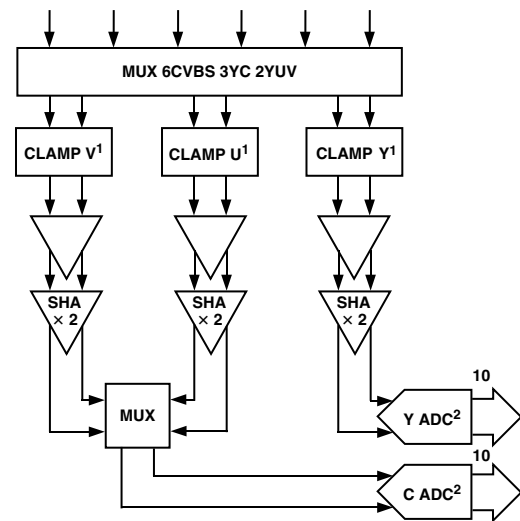 MUX 6CVBS 3YC 2YUV
CLAMP V¹ CLAMP U¹ CLAMP Y¹
SHA SHA SHA
× 2 × 2 × 2
10
MUX
Y ADC²
10
C ADC²